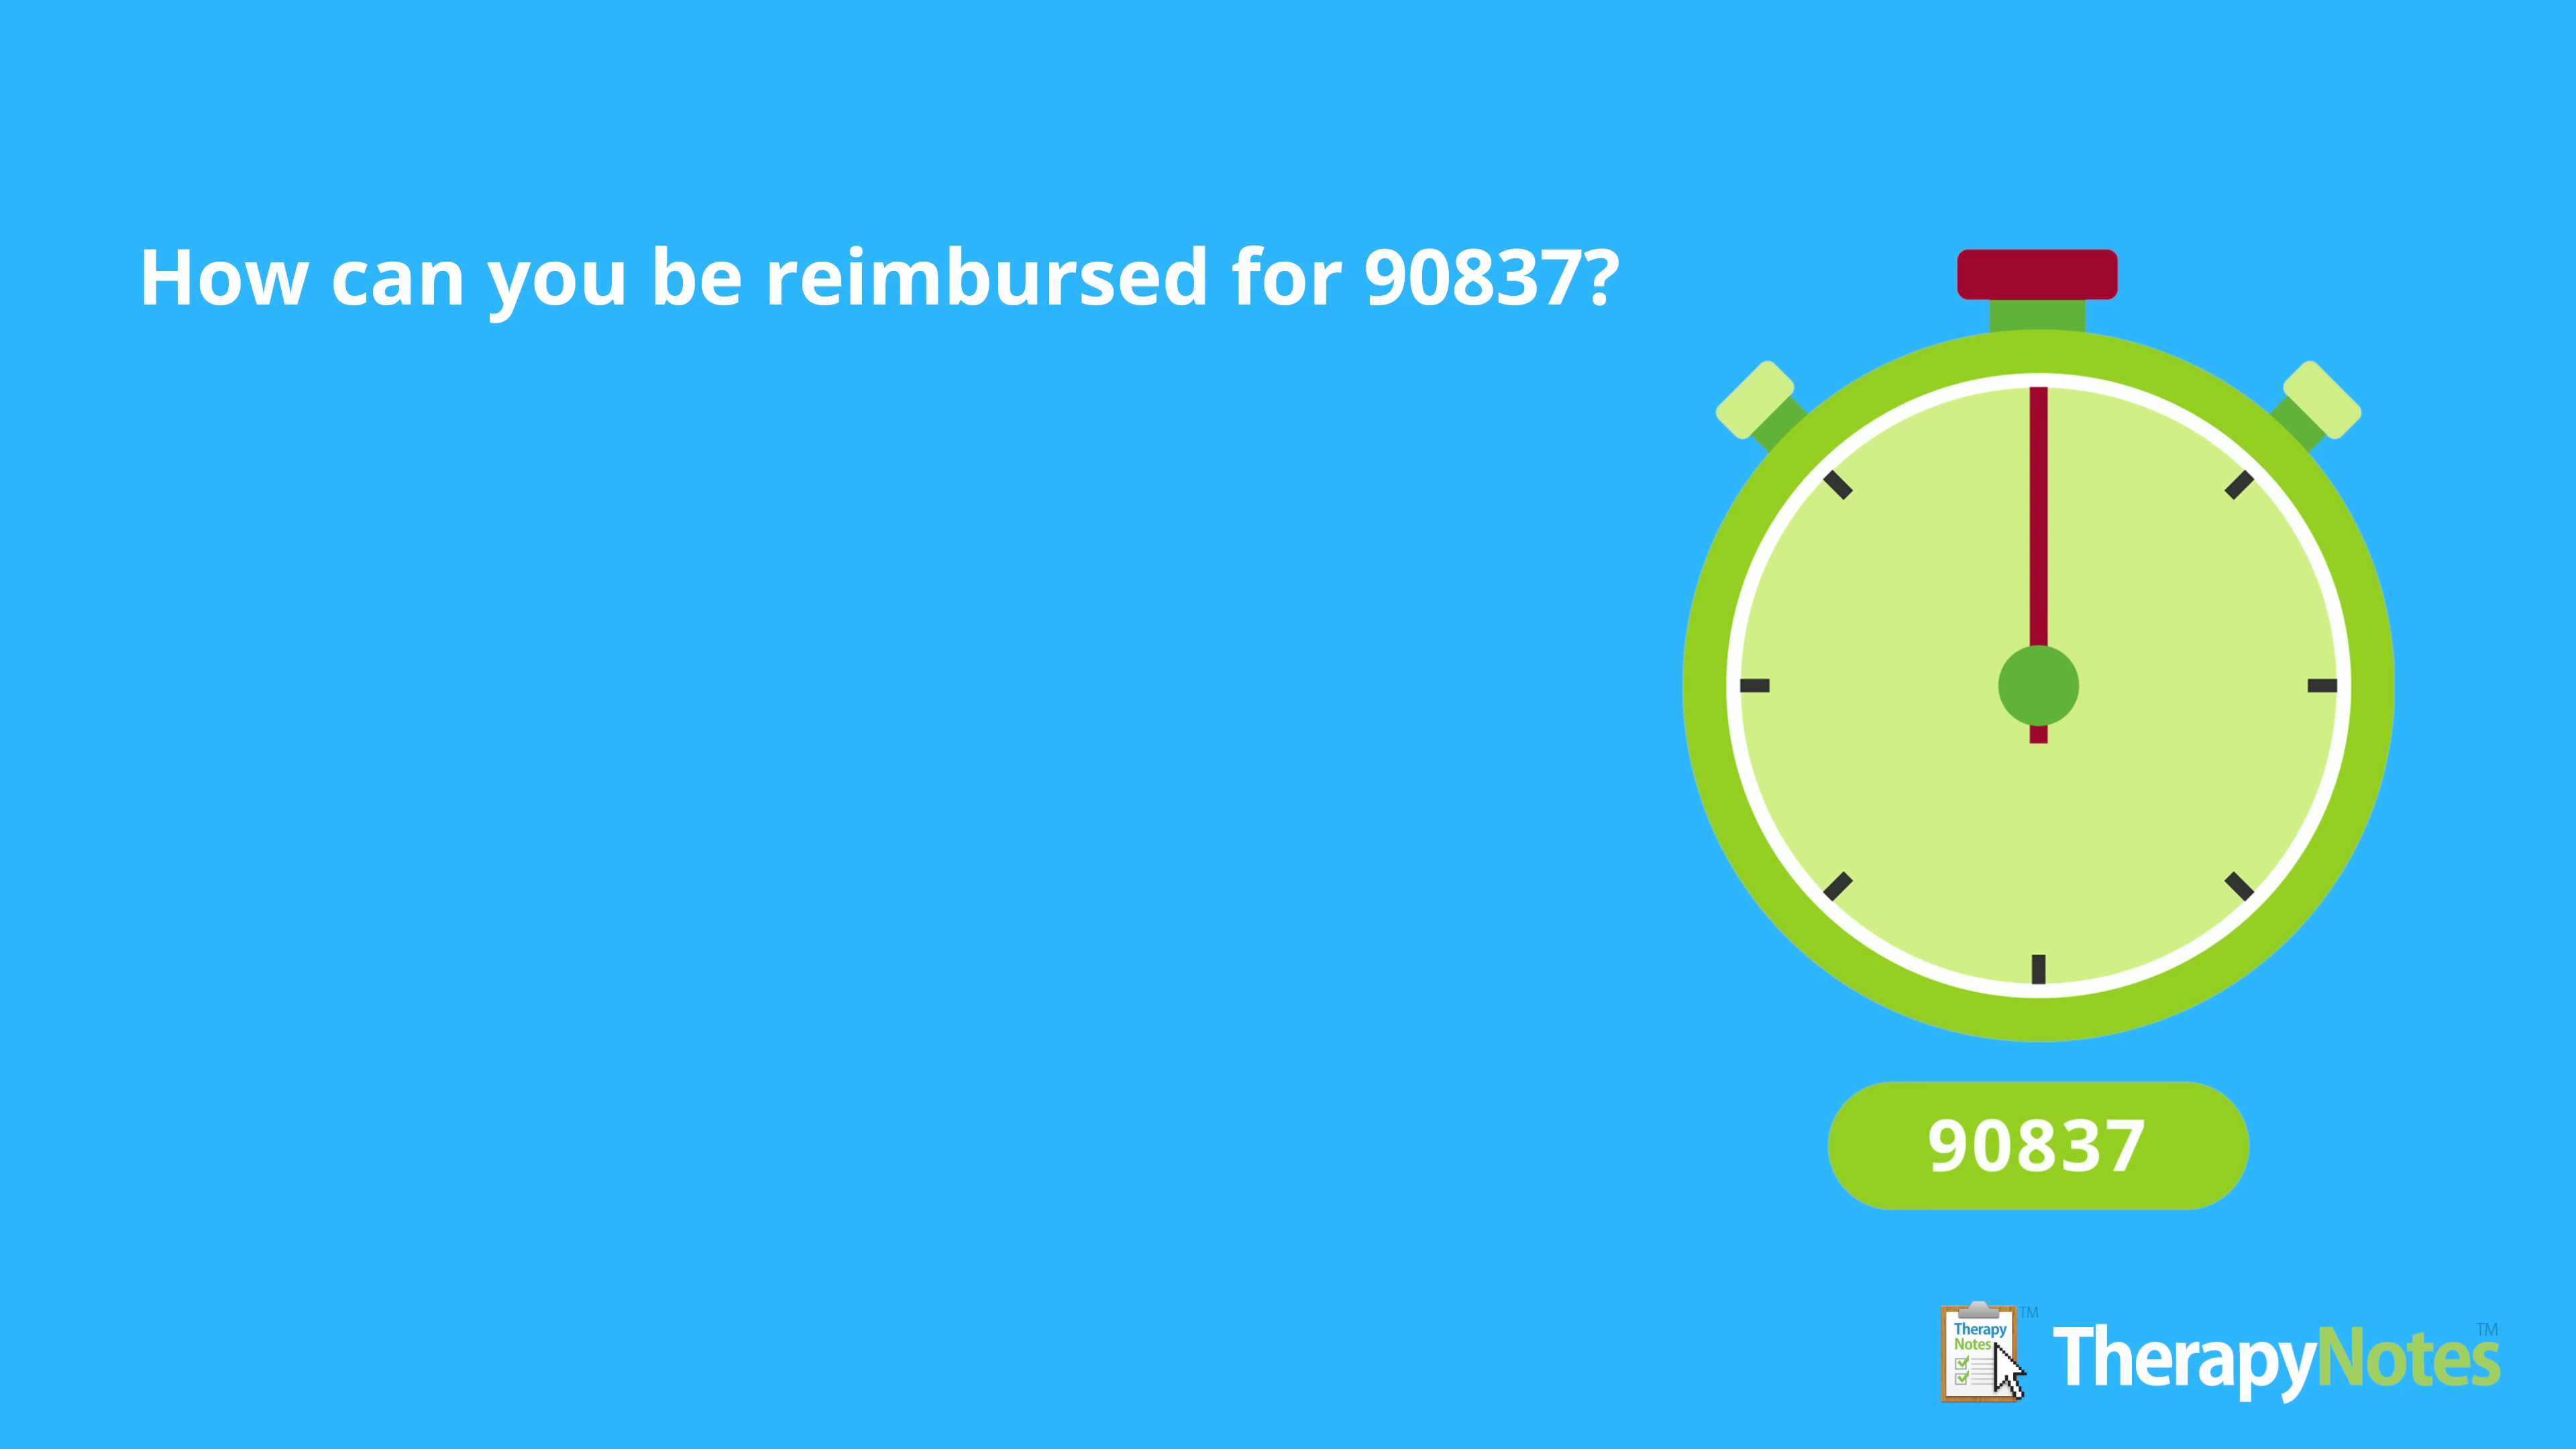 How can you be reimbursed for 90837?
90837
Therapy
Notes
TM
TherapyNotes
TM